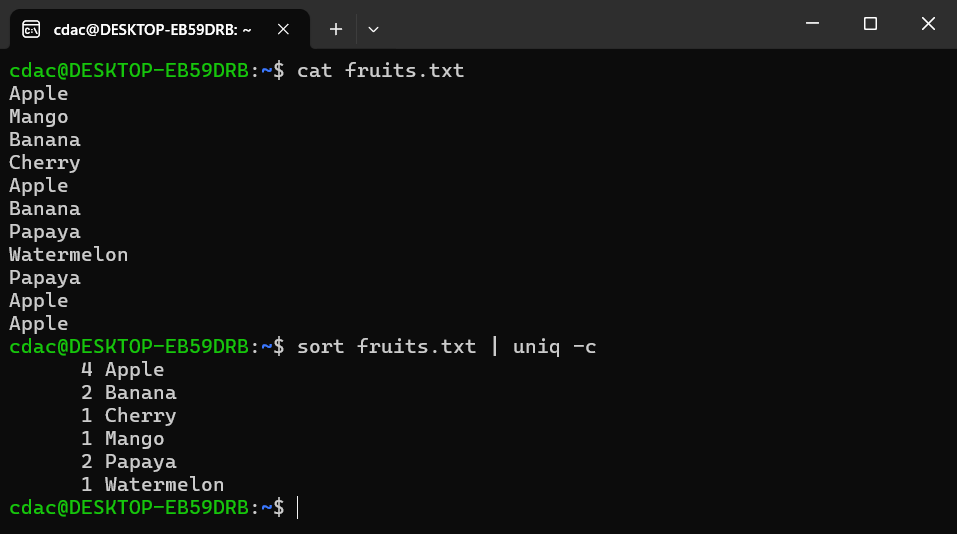 cdac@DESKTOP-EB59DRB: ~
cdac@DESKTOP-EB59DRB:~$ cat fruits.txt
Apple
Mango
Banana
Cherry
Apple
Banana
Papaya
Watermelon
Papaya
Apple
Apple
cdac@DESKTOP-EB59DRB:~$ sort fruits.txt | uniq -c
      4 Apple
      2 Banana
      1 Cherry
      1 Mango
      2 Papaya
      1 Watermelon
cdac@DESKTOP-EB59DRB:~$